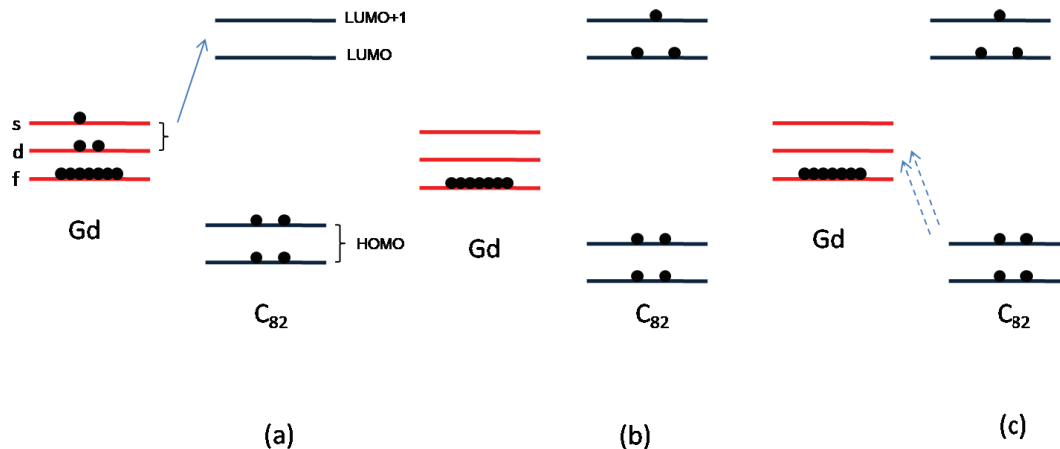 LUMO+1
LUMO
s
d
f
Gd
HOMO
C₈₂
(a)
Gd
C₈₂
(b)
Gd
C₈₂
(c)